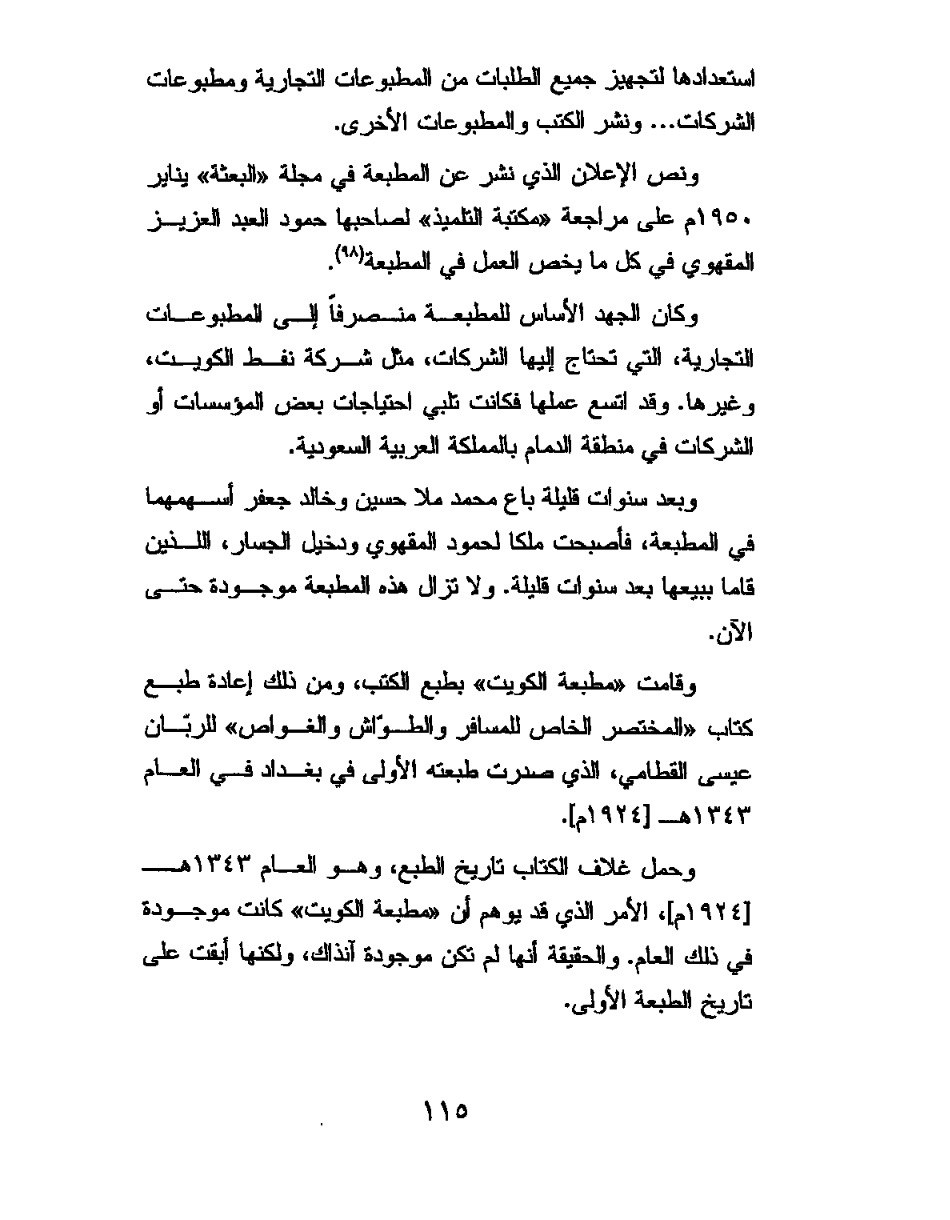 استعدادها لتجهيز جميع الطلبات من المطبوعات التجارية ومطبوعات
الشركات... ونشر الكتب والمطبوعات الأخرى.
ونص الإعلان الذي نشر عن المطبعة في مجلة «البعثة» يناير
١٩٥٠م على مراجعة «مكتبة التلميذ» لصاحبها حمود العبد العزيز
المقهوي في كل ما يخص العمل في المطبعة(٩٨).
وكان الجهد الأساس للمطبعة منصرفاً إلى المطبوعات
التجارية، التي تحتاج إليها الشركات، مثل شركة نفط الكويت،
وغيرها. وقد اتسع عملها فكانت تلبي احتياجات بعض المؤسسات أو
الشركات في منطقة الدمام بالمملكة العربية السعودية.
وبعد سنوات قليلة باع محمد ملا حسين وخالد جعفر أسهمهما
في المطبعة، فأصبحت ملكا لحمود المقهوي ودخيل الجسار، اللذين
قاما ببيعها بعد سنوات قليلة. ولا تزال هذه المطبعة موجودة حتى
الآن.
وقامت «مطبعة الكويت» بطبع الكتب، ومن ذلك إعادة طبع
كتاب «المختصر الخاص للمسافر والطوّاش والغواص» للربّان
عيسى القطامي، الذي صدرت طبعته الأولى في بغداد في العام
١٣٤٣هـ [١٩٢٤م].
وحمل غلاف الكتاب تاريخ الطبع، وهو العام ١٣٤٣هـ
[١٩٢٤م]، الأمر الذي قد يوهم أن «مطبعة الكويت» كانت موجودة
في ذلك العام. والحقيقة أنها لم تكن موجودة آنذاك، ولكنها أبقت على
تاريخ الطبعة الأولى.
١١٥